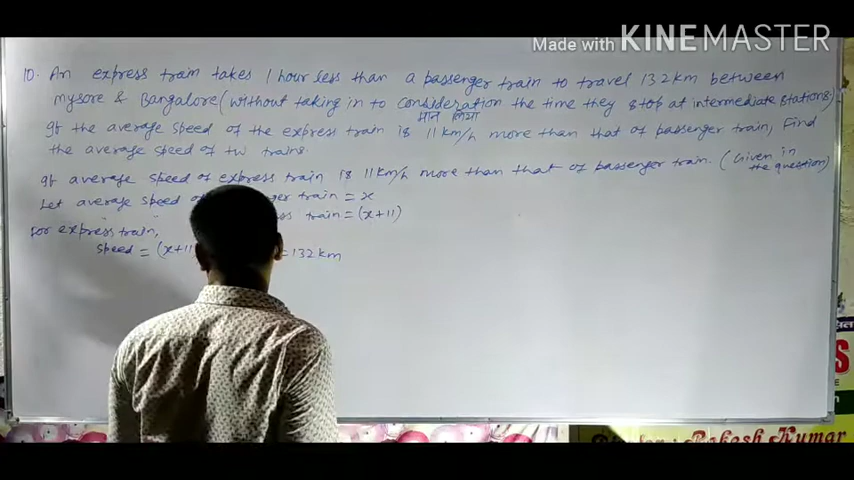 Made with KINEMASTER
10. An express train takes 1 hour less than a passenger train to travel 132 km between
mysore & Bangalore (without taking in to consideration the time they stop at intermediate stations.
मान लिया
If the average speed of the express train is 11 km/h more than that of passenger train, Find
the average speed of tw trains.
If average speed of express train is 11 km/h more than that of passenger train. (Given in
the question)
Let average speed of train = x
train = (x+11)
for express train,
speed = (x+11 = 132 km
Rakesh Kumar